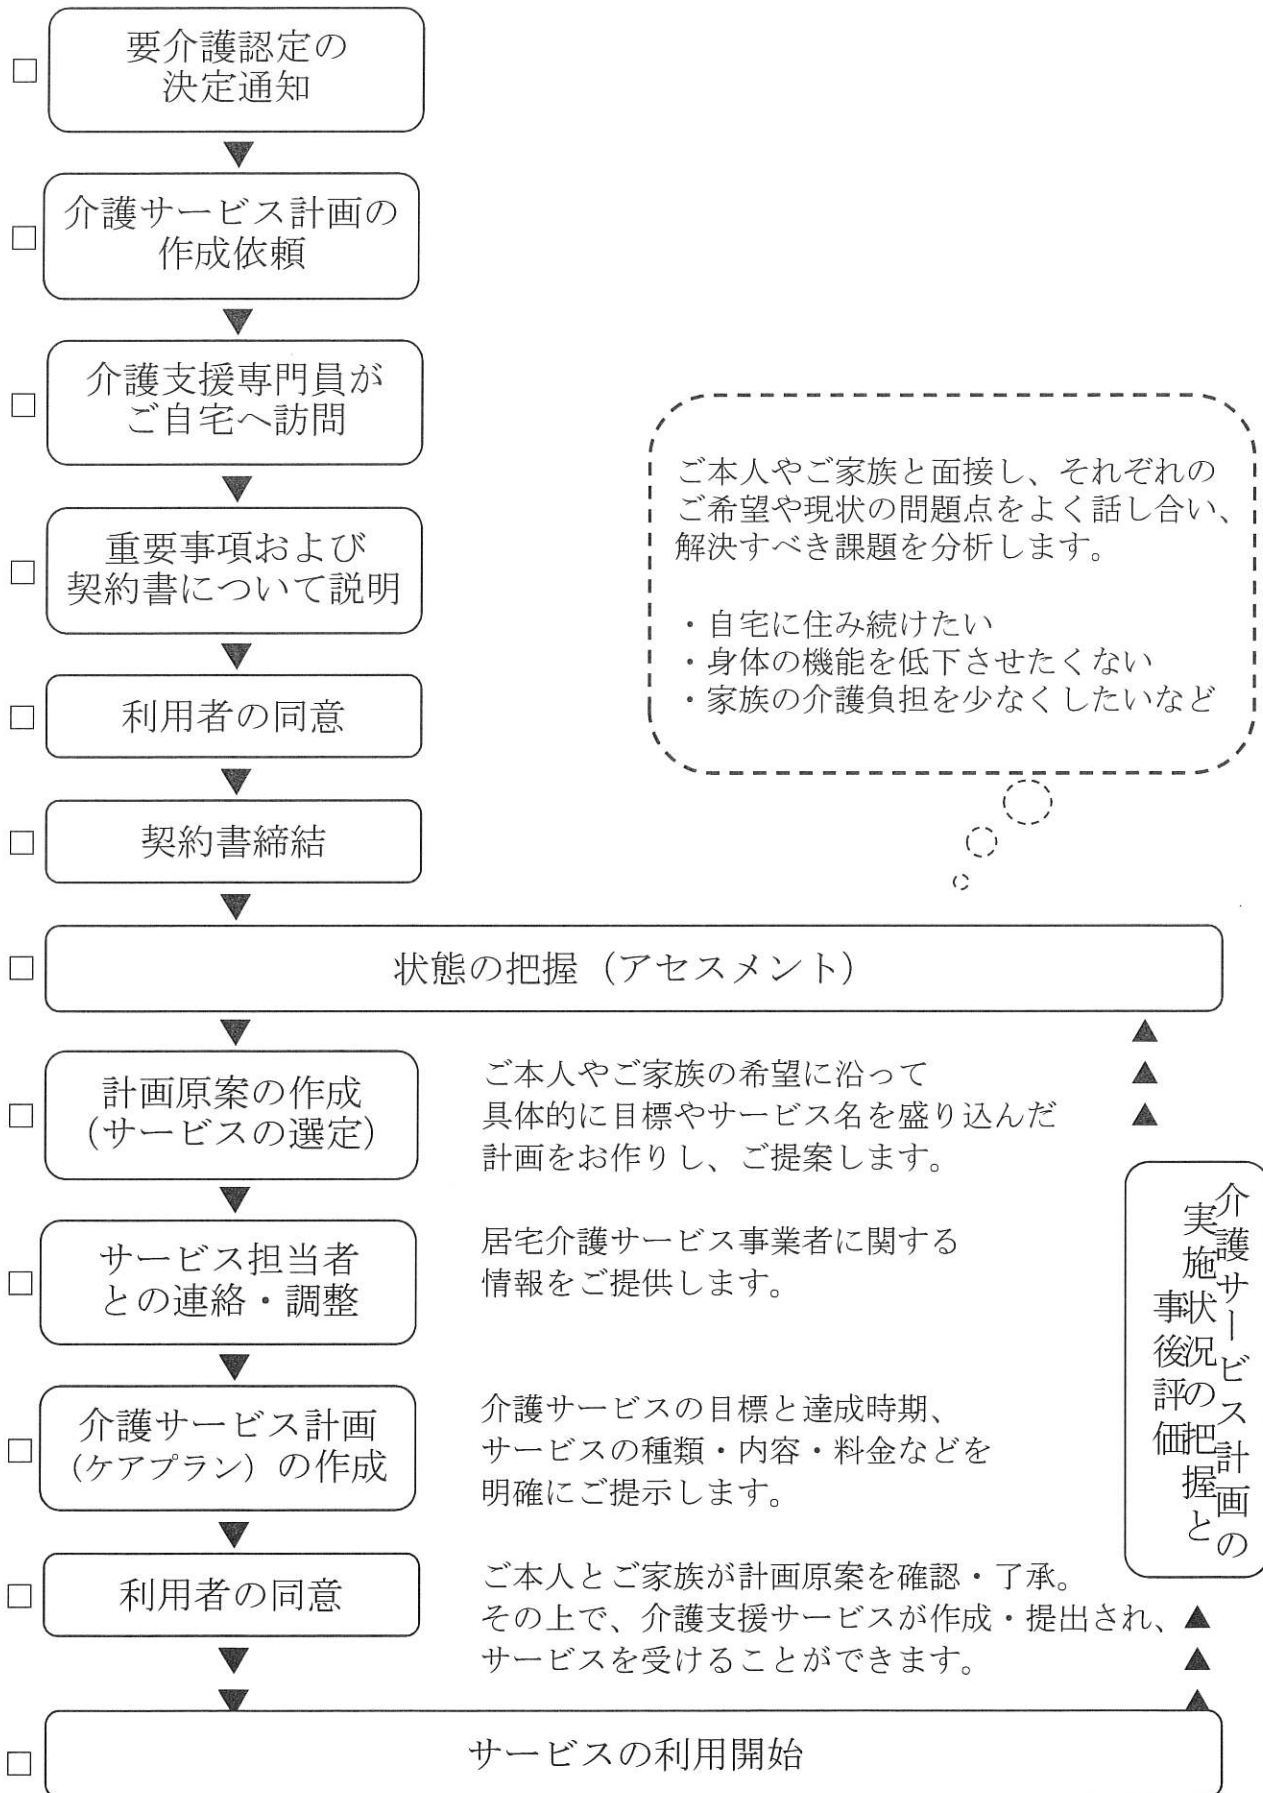 □
要介護認定の
決定通知
▼
□
介護サービス計画の
作成依頼
▼
□
介護支援専門員が
ご自宅へ訪問
▼
□
重要事項および
契約書について説明
▼
□
利用者の同意
▼
□
契約書締結
▼
ご本人やご家族と面接し、それぞれの
ご希望や現状の問題点をよく話し合い、
解決すべき課題を分析します。
・自宅に住み続けたい
・身体の機能を低下させたくない
・家族の介護負担を少なくしたいなど
□
状態の把握（アセスメント）
▼
□
計画原案の作成
（サービスの選定）
ご本人やご家族の希望に沿って
具体的に目標やサービス名を盛り込んだ
計画をお作りし、ご提案します。
▼
□
サービス担当者
との連絡・調整
居宅介護サービス事業者に関する
情報をご提供します。
▼
□
介護サービス計画
（ケアプラン）の作成
介護サービスの目標と達成時期、
サービスの種類・内容・料金などを
明確にご提示します。
▼
□
利用者の同意
ご本人とご家族が計画原案を確認・了承。
その上で、介護支援サービスが作成・提出され、
サービスを受けることができます。
▼
▼
□
サービスの利用開始
▲
▲
▲
介護サービス計画の
実施状況の把握と
事後評価
▲
▲
▲